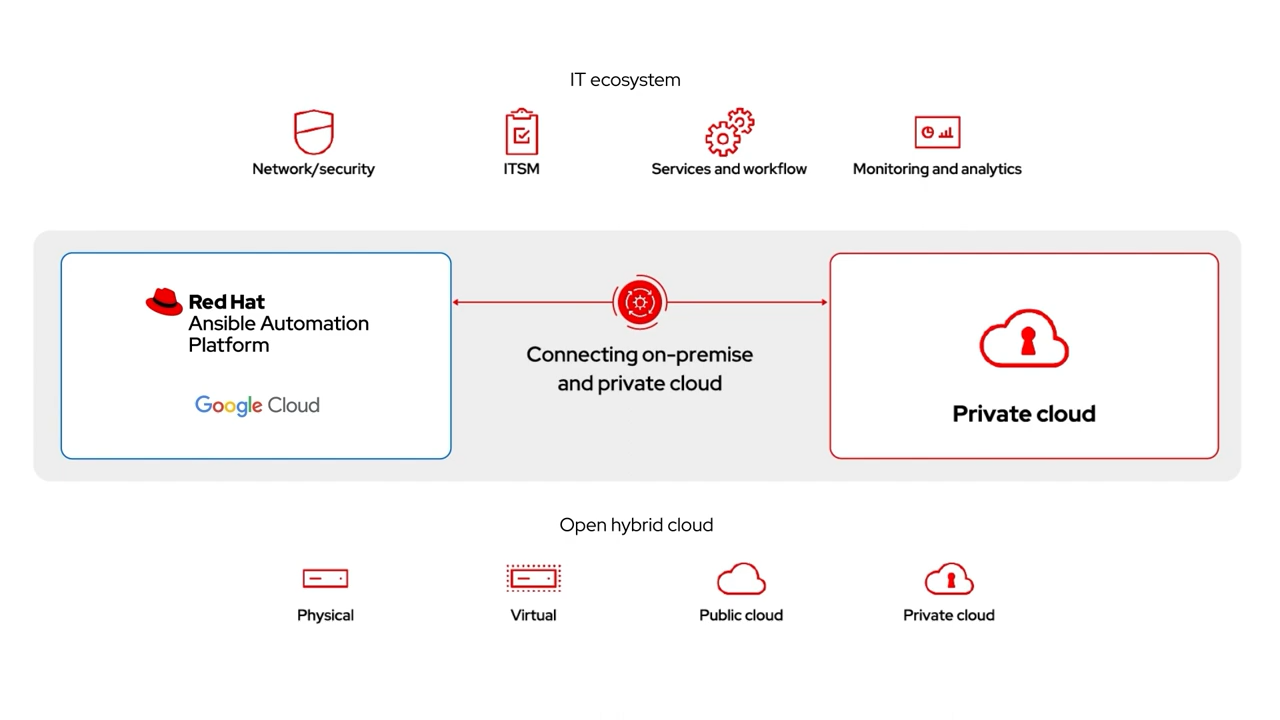 IT ecosystem
Network/security
ITSM
Services and workflow
Monitoring and analytics
Red Hat
Ansible Automation
Platform
Google Cloud
Connecting on-premise
and private cloud
Private cloud
Open hybrid cloud
Physical
Virtual
Public cloud
Private cloud